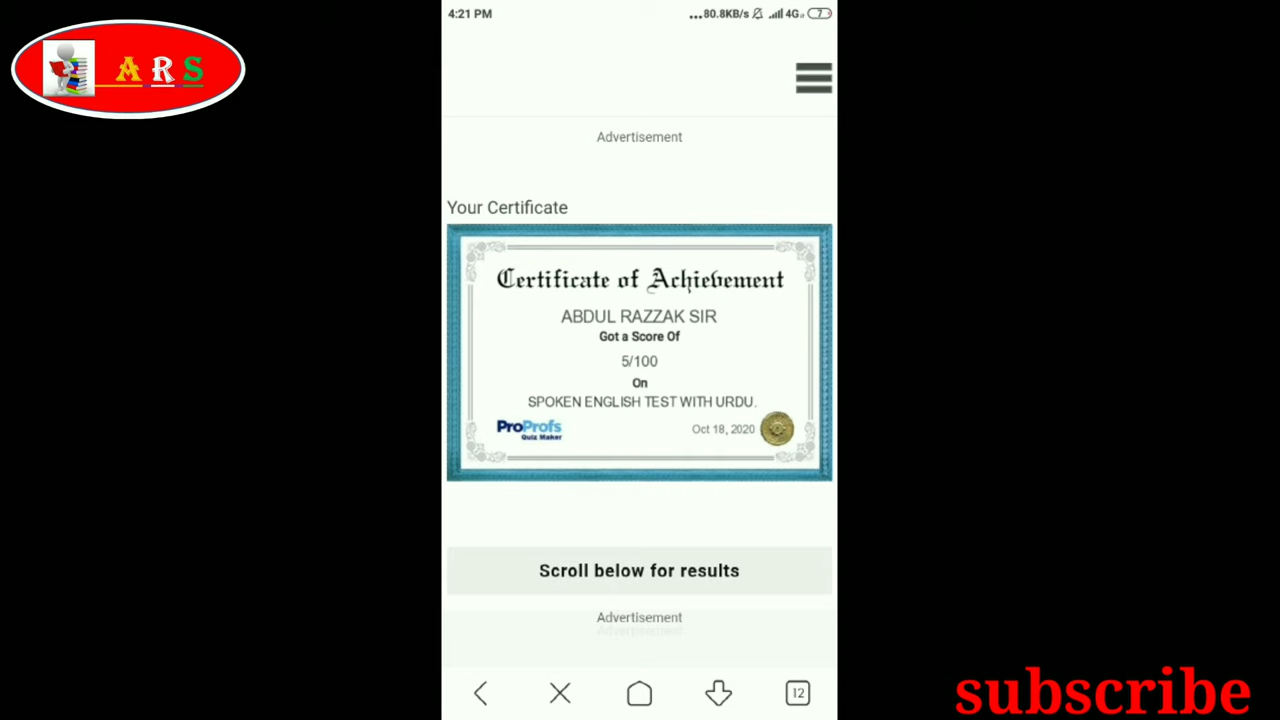 4:21 PM
...80.8KB/s 4G 7
ARS
Advertisement
Your Certificate
Certificate of Achievement
ABDUL RAZZAK SIR
Got a Score Of
5/100
On
SPOKEN ENGLISH TEST WITH URDU.
ProProfs
Quiz Maker
Oct 18, 2020
Scroll below for results
Advertisement
Advertisement
12
subscribe